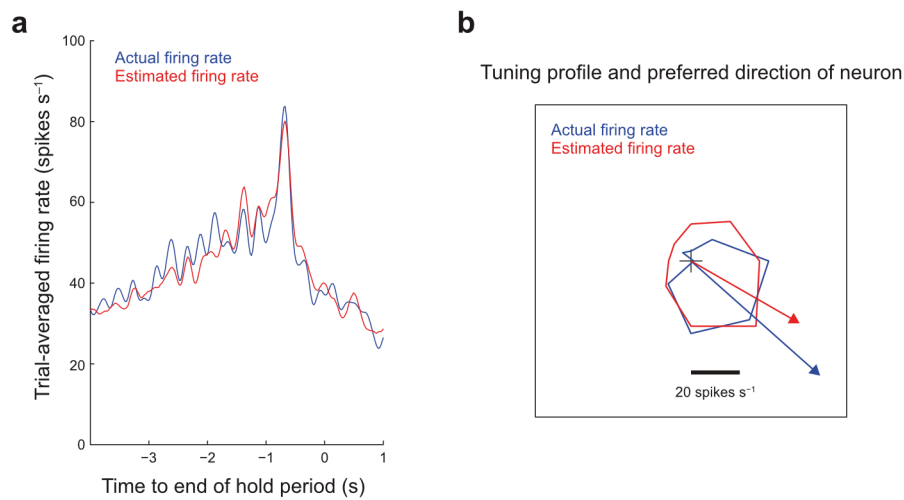 a
Actual firing rate
Estimated firing rate
Trial-averaged firing rate (spikes s⁻¹)
100
80
60
40
20
0
−3
−2
−1
0
1
Time to end of hold period (s)
b
Tuning profile and preferred direction of neuron
Actual firing rate
Estimated firing rate
20 spikes s⁻¹